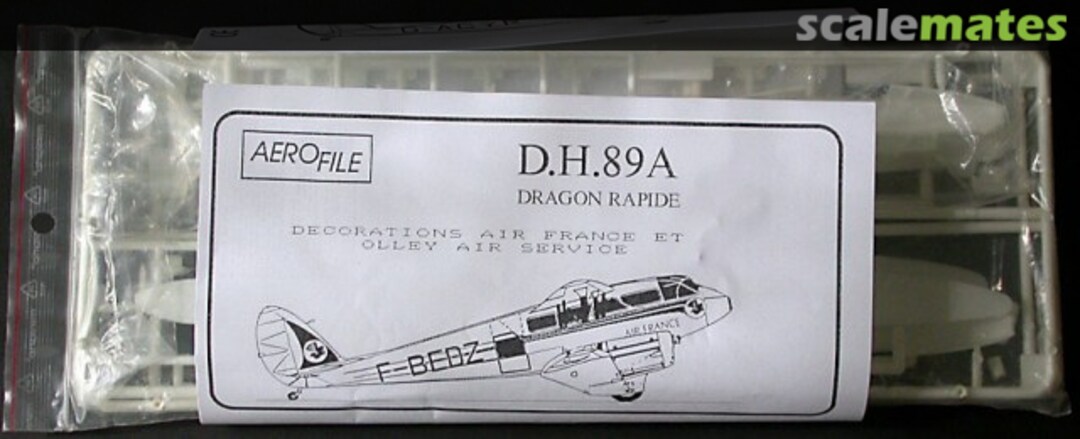 scalemates
AEROFILE
D.H.89A
DRAGON RAPIDE
DECORATIONS AIR FRANCE ET
OLLEY AIR SERVICE
AIR FRANCE
F-BEDZ